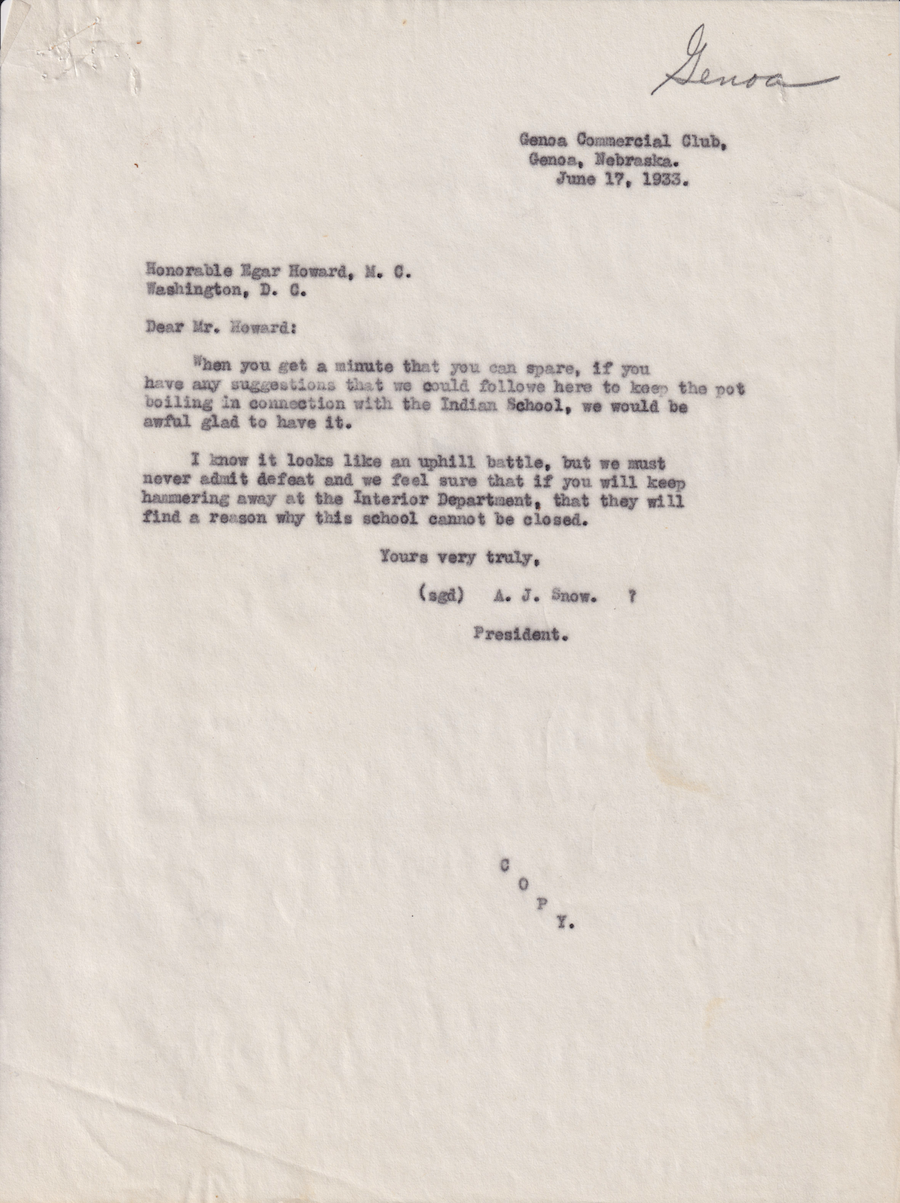 Genoa
Genoa Commercial Club,
Genoa, Nebraska.
June 17, 1933.
Honorable Egar Howard, M. C.
Washington, D. C.
Dear Mr. Howard:
When you get a minute that you can spare, if you
have any suggestions that we could followe here to keep the pot
boiling in connection with the Indian School, we would be
awful glad to have it.
I know it looks like an uphill battle, but we must
never admit defeat and we feel sure that if you will keep
hammering away at the Interior Department, that they will
find a reason why this school cannot be closed.
Yours very truly,
(sgd) A. J. Snow. ?
President.
C
O
P
Y.